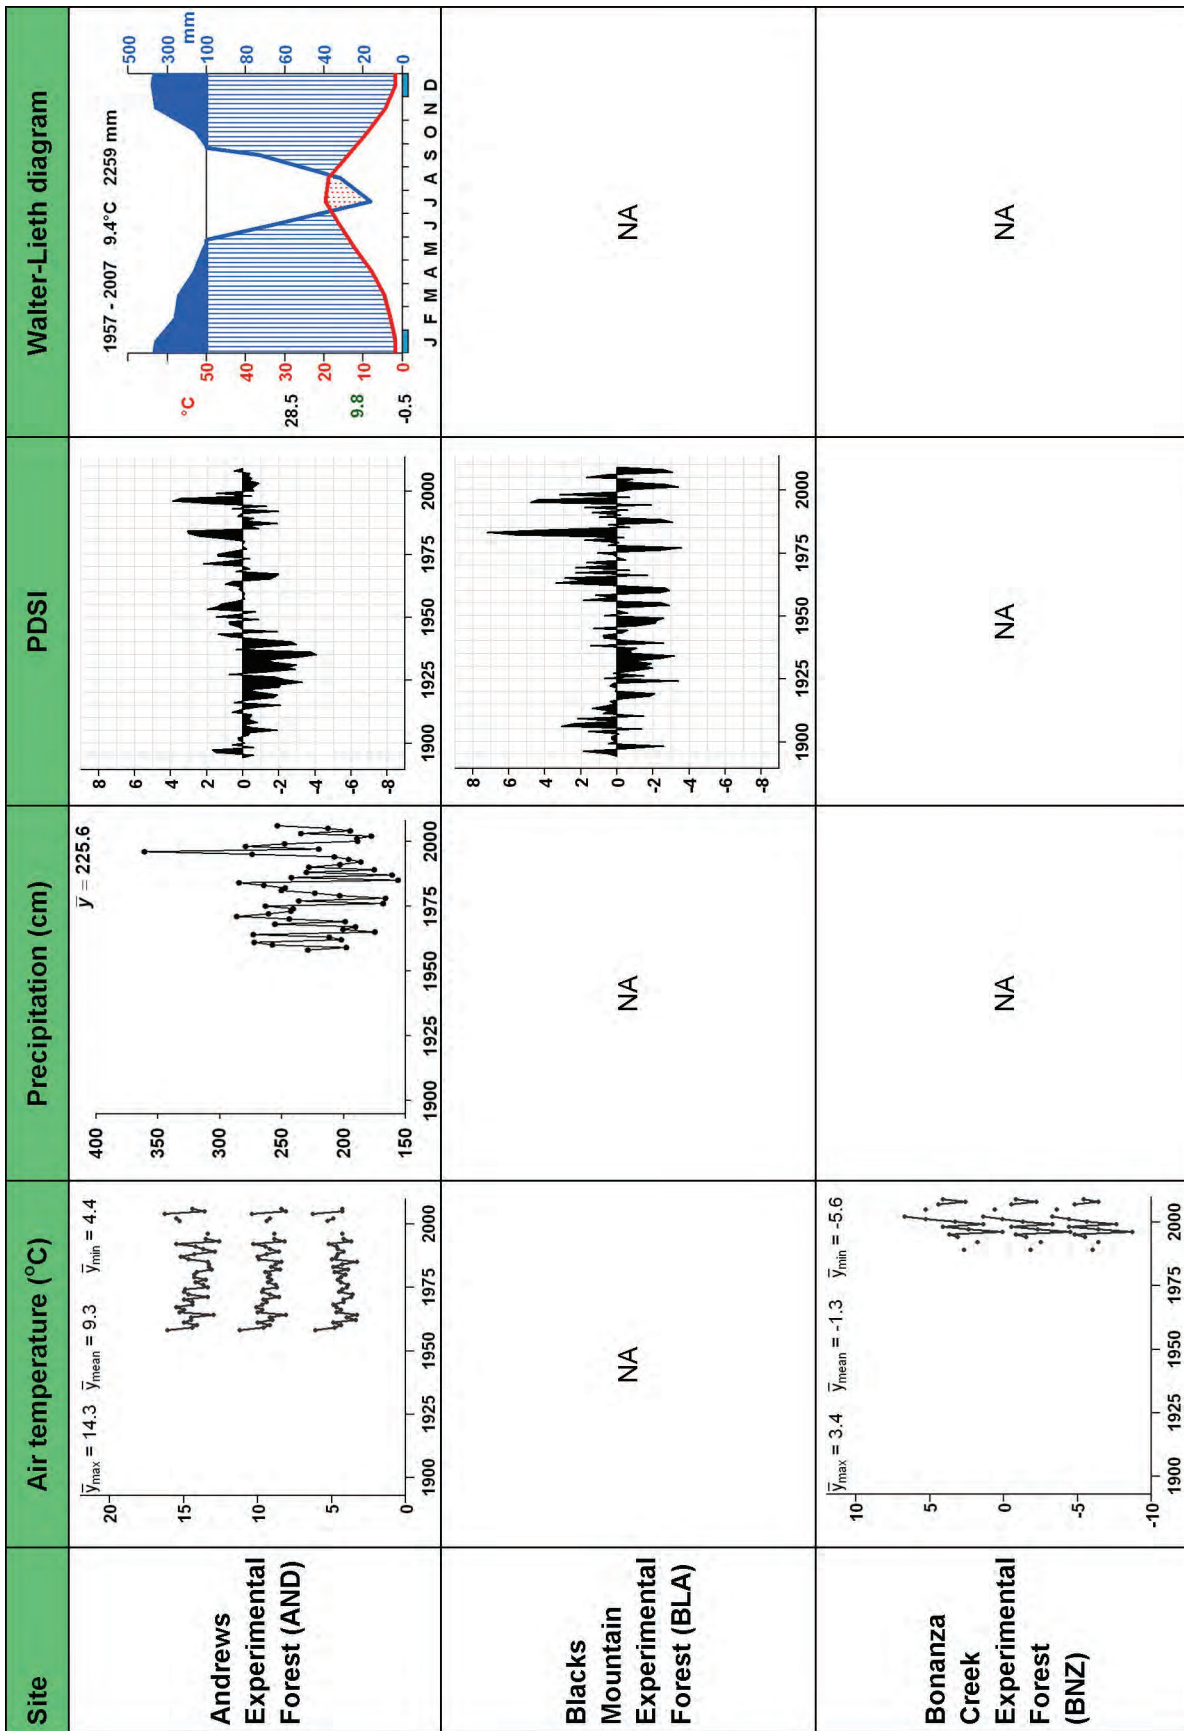 Site
Air temperature (°C)
Precipitation (cm)
PDSI
Walter-Lieth diagram
Andrews
Experimental
Forest (AND)
y̅max = 14.3 y̅mean = 9.3 y̅min = 4.4
20
15
10
5
0
1900 1925 1950 1975 2000
y̅ = 225.6
400
350
300
250
200
150
1900 1925 1950 1975 2000
8
6
4
2
0
-2
-4
-6
-8
1900 1925 1950 1975 2000
1957 - 2007 9.4°C 2259 mm
°C
50
40
30
20
10
0
28.5
9.8
-0.5
500
300
100
80
60
40
20
0
mm
J F M A M J J A S O N D
Blacks
Mountain
Experimental
Forest (BLA)
NA
NA
8
6
4
2
0
-2
-4
-6
-8
1900 1925 1950 1975 2000
NA
Bonanza
Creek
Experimental
Forest
(BNZ)
y̅max = 3.4 y̅mean = -1.3 y̅min = -5.6
10
5
0
-5
-10
1900 1925 1950 1975 2000
NA
NA
NA